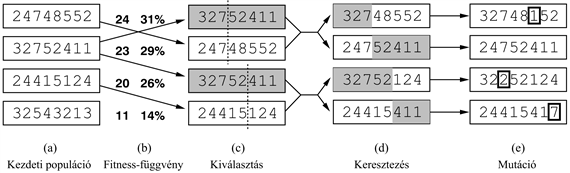 24748552 24 31% 32752411 32748552 32748152
32752411 23 29% 24748552 24752411 24752411
24415124 20 26% 32752411 32752124 32252124
32543213 11 14% 24415124 24415411 24415417
(a) (b) (c) (d) (e)
Kezdeti populáció Fitness-függvény Kiválasztás Keresztezés Mutáció